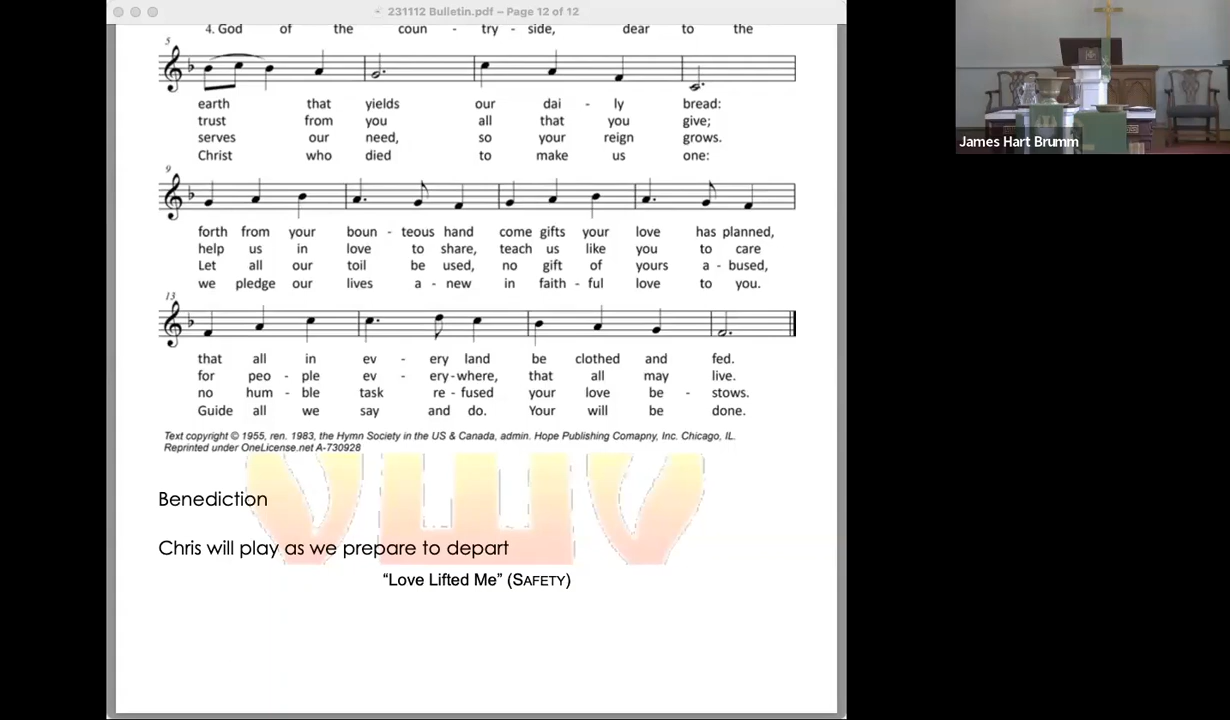 231112 Bulletin.pdf – Page 12 of 12
4. God of the coun - try - side, dear to the
5
earth that yields our dai - ly bread:
trust from you all that you give;
serves our need, so your reign grows.
Christ who died to make us one:
9
forth from your boun - teous hand come gifts your love has planned,
help us in love to share, teach us like you to care
Let all our toil be used, no gift of yours a - bused,
we pledge our lives a - new in faith - ful love to you.
13
that all in ev - ery land be clothed and fed.
for peo - ple ev - ery-where, that all may live.
no hum - ble task re - fused your love be - stows.
Guide all we say and do. Your will be done.
Text copyright © 1955, ren. 1983, the Hymn Society in the US & Canada, admin. Hope Publishing Comapny, Inc. Chicago, IL.
Reprinted under OneLicense.net A-730928
Benediction
Chris will play as we prepare to depart
“Love Lifted Me” (SAFETY)
James Hart Brumm